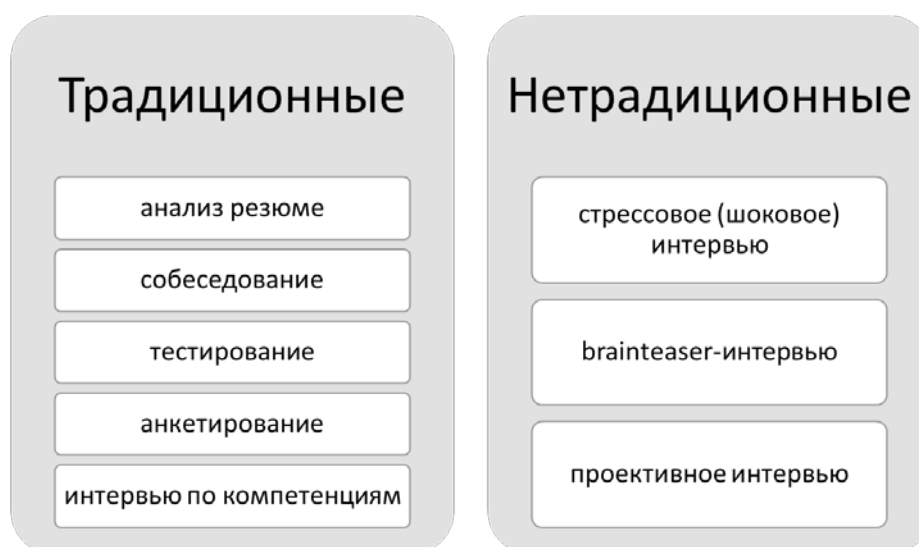 Традиционные
анализ резюме
собеседование
тестирование
анкетирование
интервью по компетенциям
Нетрадиционные
стрессовое (шоковое)
интервью
brainteaser-интервью
проективное интервью